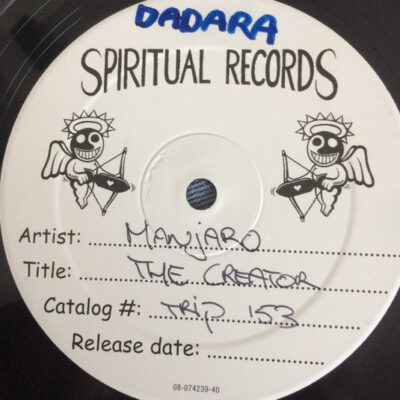 DADARA
SPIRITUAL RECORDS
Artist: MANJARO
Title: THE CREATOR
Catalog #: TRIP 153
Release date:
08-074239-40